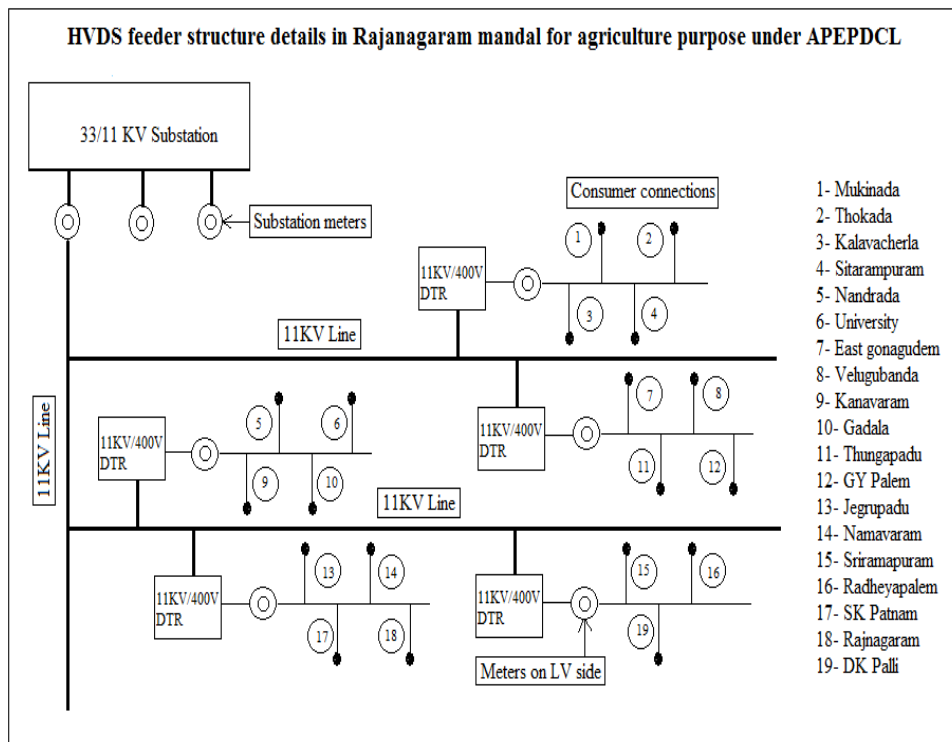 HVDS feeder structure details in Rajanagaram mandal for agriculture purpose under APEPDCL
33/11 KV Substation
Substation meters
Consumer connections
1- Mukinada
2- Thokada
3- Kalavacherla
4- Sitarampuram
5- Nandrada
6- University
7- East gonagudem
8- Velugubanda
9- Kanavaram
10- Gadala
11- Thungapadu
12- GY Palem
13- Jegrupadu
14- Namavaram
15- Sriramapuram
16- Radheyapalem
17- SK Patnam
18- Rajnagaram
19- DK Palli
11KV/400V
DTR
1
2
3
4
11KV Line
11KV Line
11KV/400V
DTR
5
6
9
10
11KV/400V
DTR
7
8
11
12
11KV Line
11KV/400V
DTR
13
14
17
18
11KV/400V
DTR
15
16
19
Meters on LV side